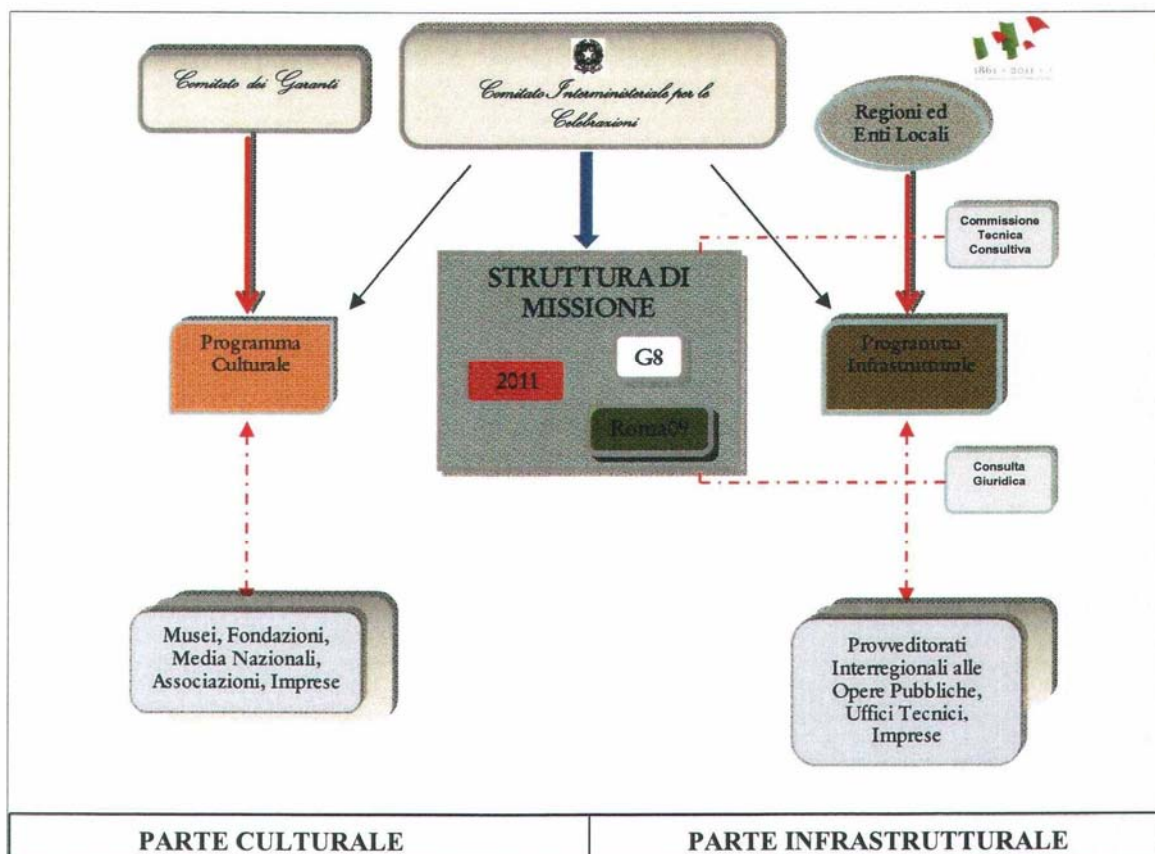 Comitato dei Garanti
Comitato Interministeriale per le
Celebrazioni
1861 - 2011
Regioni ed
Enti Locali
Commissione
Tecnica
Consultiva
STRUTTURA DI
MISSIONE
G8
2011
Roma09
Programma
Culturale
Programma
Infrastrutturale
Consulta
Giuridica
Musei, Fondazioni,
Media Nazionali,
Associazioni, Imprese
Provveditorati
Interregionali alle
Opere Pubbliche,
Uffici Tecnici,
Imprese
PARTE CULTURALE
PARTE INFRASTRUTTURALE